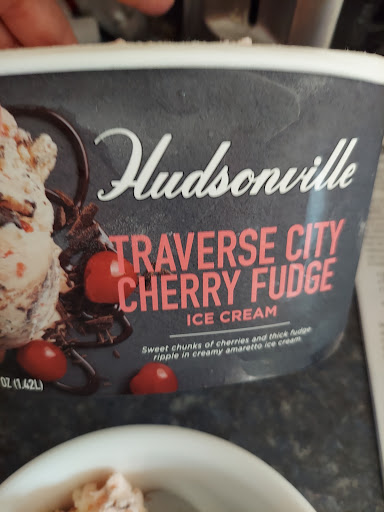 Hudsonville
TRAVERSE CITY
CHERRY FUDGE
ICE CREAM
Sweet chunks of cherries and thick fudge
ripple in creamy amaretto ice cream.
OZ (1.42L)